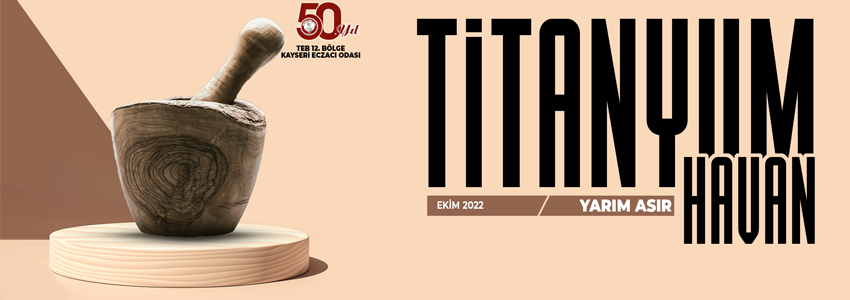 50 Yıl
TEB 12. BÖLGE
KAYSERİ ECZACI ODASI
TİTANYUM
HAVAN
EKİM 2022 / YARIM ASIR